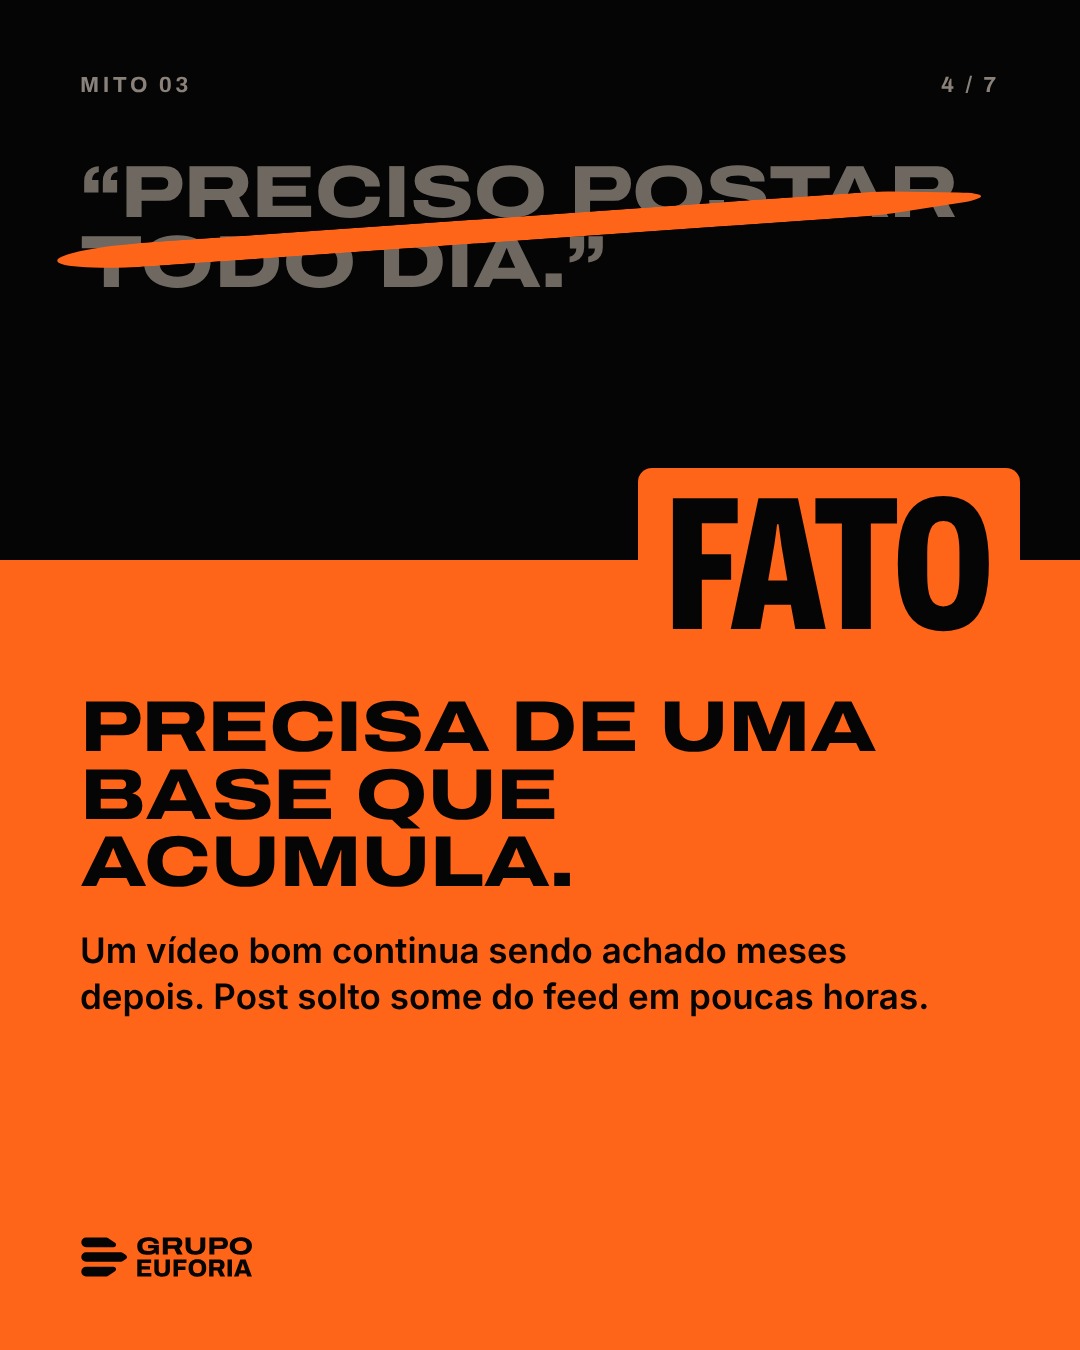 MITO 03
4 / 7
“PRECISO POSTAR
TODO DIA.”
FATO
PRECISA DE UMA
BASE QUE
ACUMULA.
Um vídeo bom continua sendo achado meses
depois. Post solto some do feed em poucas horas.
GRUPO
EUFORIA